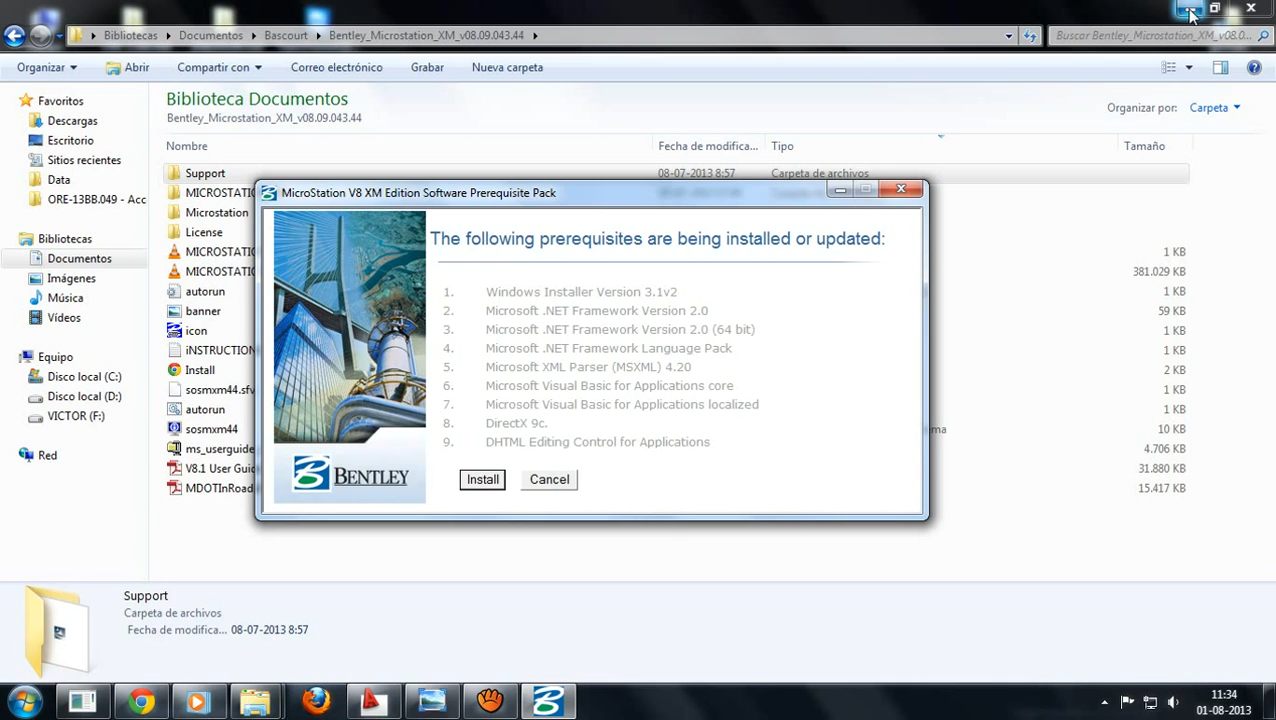 Bibliotecas ▸ Documentos ▸ Bascourt ▸ Bentley_Microstation_XM_v08.09.043.44
Buscar Bentley_Microstation_XM_v08.0...
Organizar Abrir Compartir con Correo electrónico Grabar Nueva carpeta
Favoritos
Descargas
Escritorio
Sitios recientes
Data
ORE-13BB.049 - Acc
Bibliotecas
Documentos
Imágenes
Música
Vídeos
Equipo
Disco local (C:)
Disco local (D:)
VICTOR (F:)
Red
Biblioteca Documentos
Bentley_Microstation_XM_v08.09.043.44
Organizar por: Carpeta
Nombre Fecha de modifica... Tipo Tamaño
Support 08-07-2013 8:57 Carpeta de archivos
MICROSTATIO
Microstation
License
MICROSTATIO 1 KB
MICROSTATIO 381.029 KB
autorun 1 KB
banner 59 KB
icon 1 KB
iNSTRUCTION 1 KB
Install 2 KB
sosmxm44.sfv 1 KB
autorun 1 KB
sosmxm44 10 KB
ms_userguide 4.706 KB
V8.1 User Guid 31.880 KB
MDOTInRoad 15.417 KB
MicroStation V8 XM Edition Software Prerequisite Pack
The following prerequisites are being installed or updated:
1. Windows Installer Version 3.1v2
2. Microsoft .NET Framework Version 2.0
3. Microsoft .NET Framework Version 2.0 (64 bit)
4. Microsoft .NET Framework Language Pack
5. Microsoft XML Parser (MSXML) 4.20
6. Microsoft Visual Basic for Applications core
7. Microsoft Visual Basic for Applications localized
8. DirectX 9c.
9. DHTML Editing Control for Applications
BENTLEY
Install Cancel
Support
Carpeta de archivos
Fecha de modifica... 08-07-2013 8:57
11:34
01-08-2013